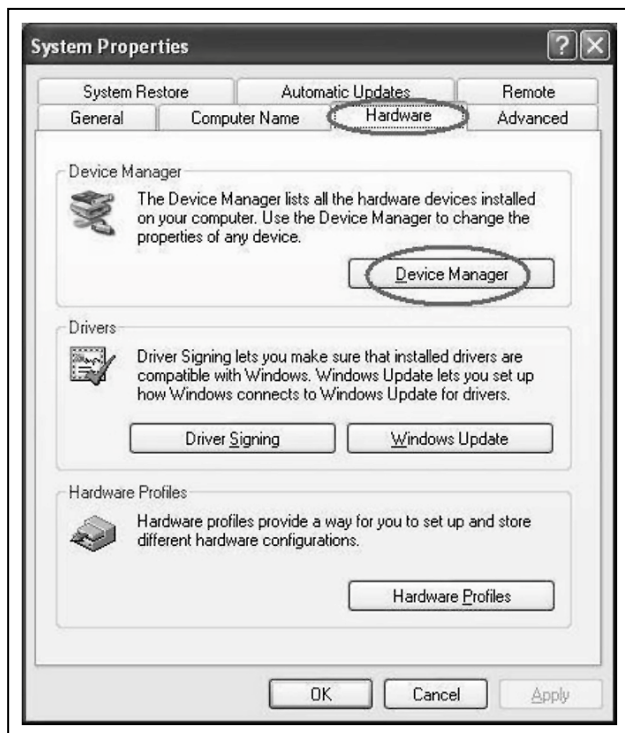 System Properties
System Restore Automatic Updates Remote
General Computer Name Hardware Advanced
Device Manager
The Device Manager lists all the hardware devices installed
on your computer. Use the Device Manager to change the
properties of any device.
Device Manager
Drivers
Driver Signing lets you make sure that installed drivers are
compatible with Windows. Windows Update lets you set up
how Windows connects to Windows Update for drivers.
Driver Signing Windows Update
Hardware Profiles
Hardware profiles provide a way for you to set up and store
different hardware configurations.
Hardware Profiles
OK Cancel Apply